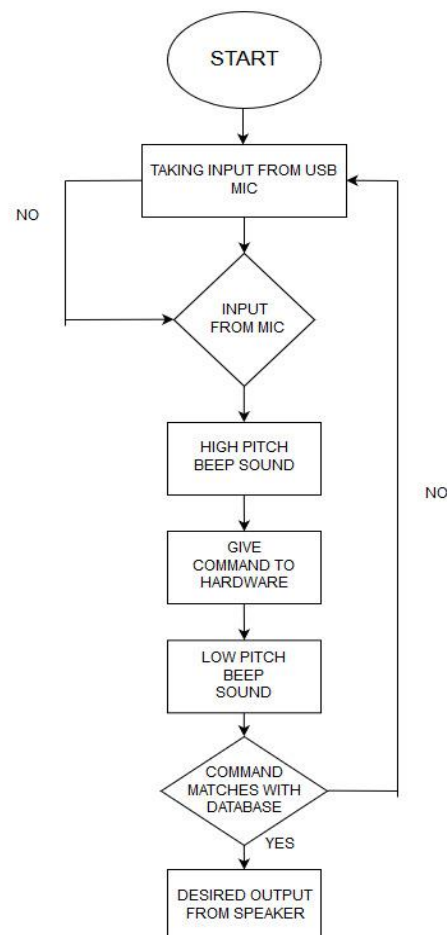 START
TAKING INPUT FROM USB
MIC
NO
INPUT
FROM MIC
HIGH PITCH
BEEP SOUND
NO
GIVE
COMMAND TO
HARDWARE
LOW PITCH
BEEP
SOUND
COMMAND
MATCHES WITH
DATABASE
YES
DESIRED OUTPUT
FROM SPEAKER